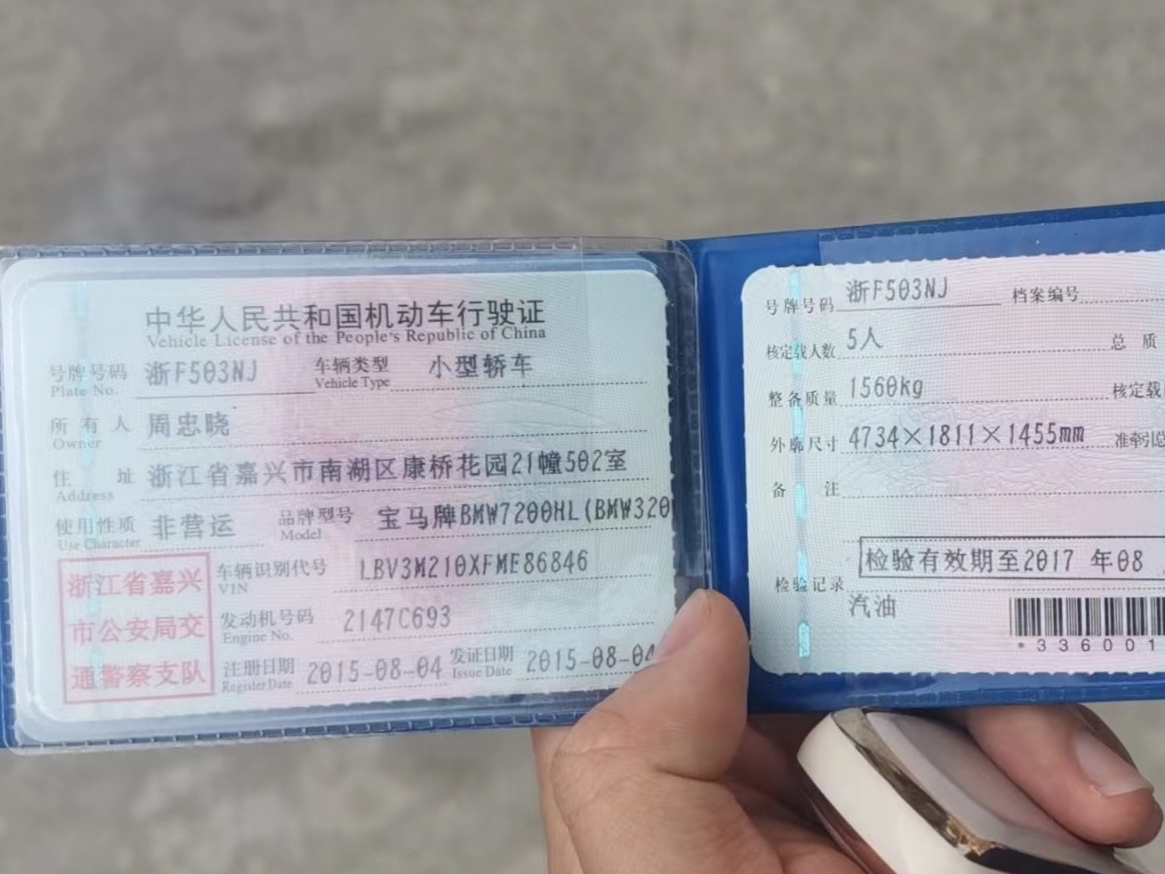 中华人民共和国机动车行驶证
Vehicle License of the People's Republic of China
号牌号码 浙F503NJ 车辆类型 小型轿车
Plate No. Vehicle Type
所有人 周忠晓
Owner
住址 浙江省嘉兴市南湖区康桥花园21幢502室
Address
使用性质 非营运 品牌型号 宝马牌BMW7200HL(BMW320
Use Character Model
浙江省嘉兴
市公安局交
通警察支队
车辆识别代号 LBV3M210XFME86846
VIN
发动机号码 2147C693
Engine No.
注册日期 2015-08-04 发证日期 2015-08-04
Register Date Issue Date
号牌号码 浙F503NJ 档案编号
核定载人数 5人 总质
整备质量 1560kg 核定载
外廓尺寸 4734×1811×1455mm 准牵引总
备注
检验有效期至2017年08
检验记录
汽油
*336001